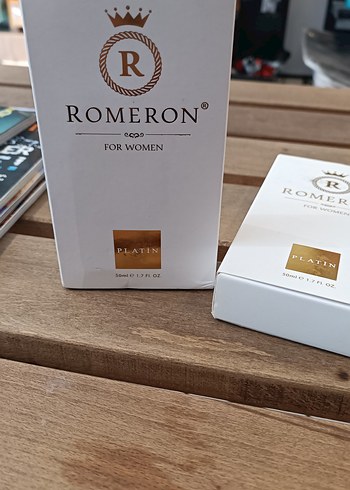 R
ROMERON®
FOR WOMEN
PLATIN
50ml ℮ 1.7 Fl. OZ.
R
ROMER
FOR WOMEN
PLATIN
50ml ℮ 1.7 Fl. OZ.